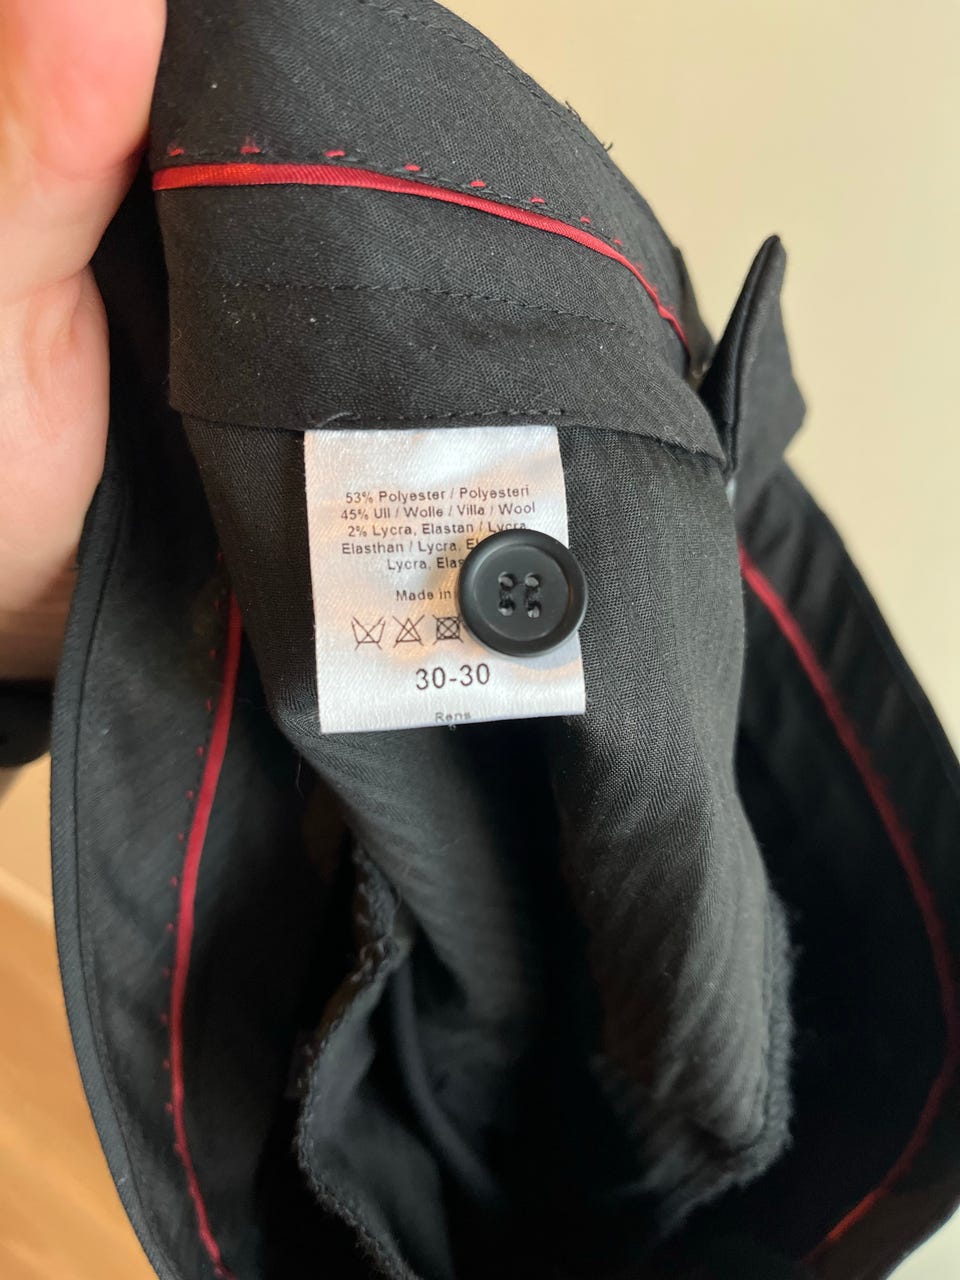 53% Polyester / Polyesteri
45% Ull / Wolle / Villa / Wool
2% Lycra, Elastan / Lycra
Elasthan / Lycra,
Lycra,
Made in
30-30
Rens